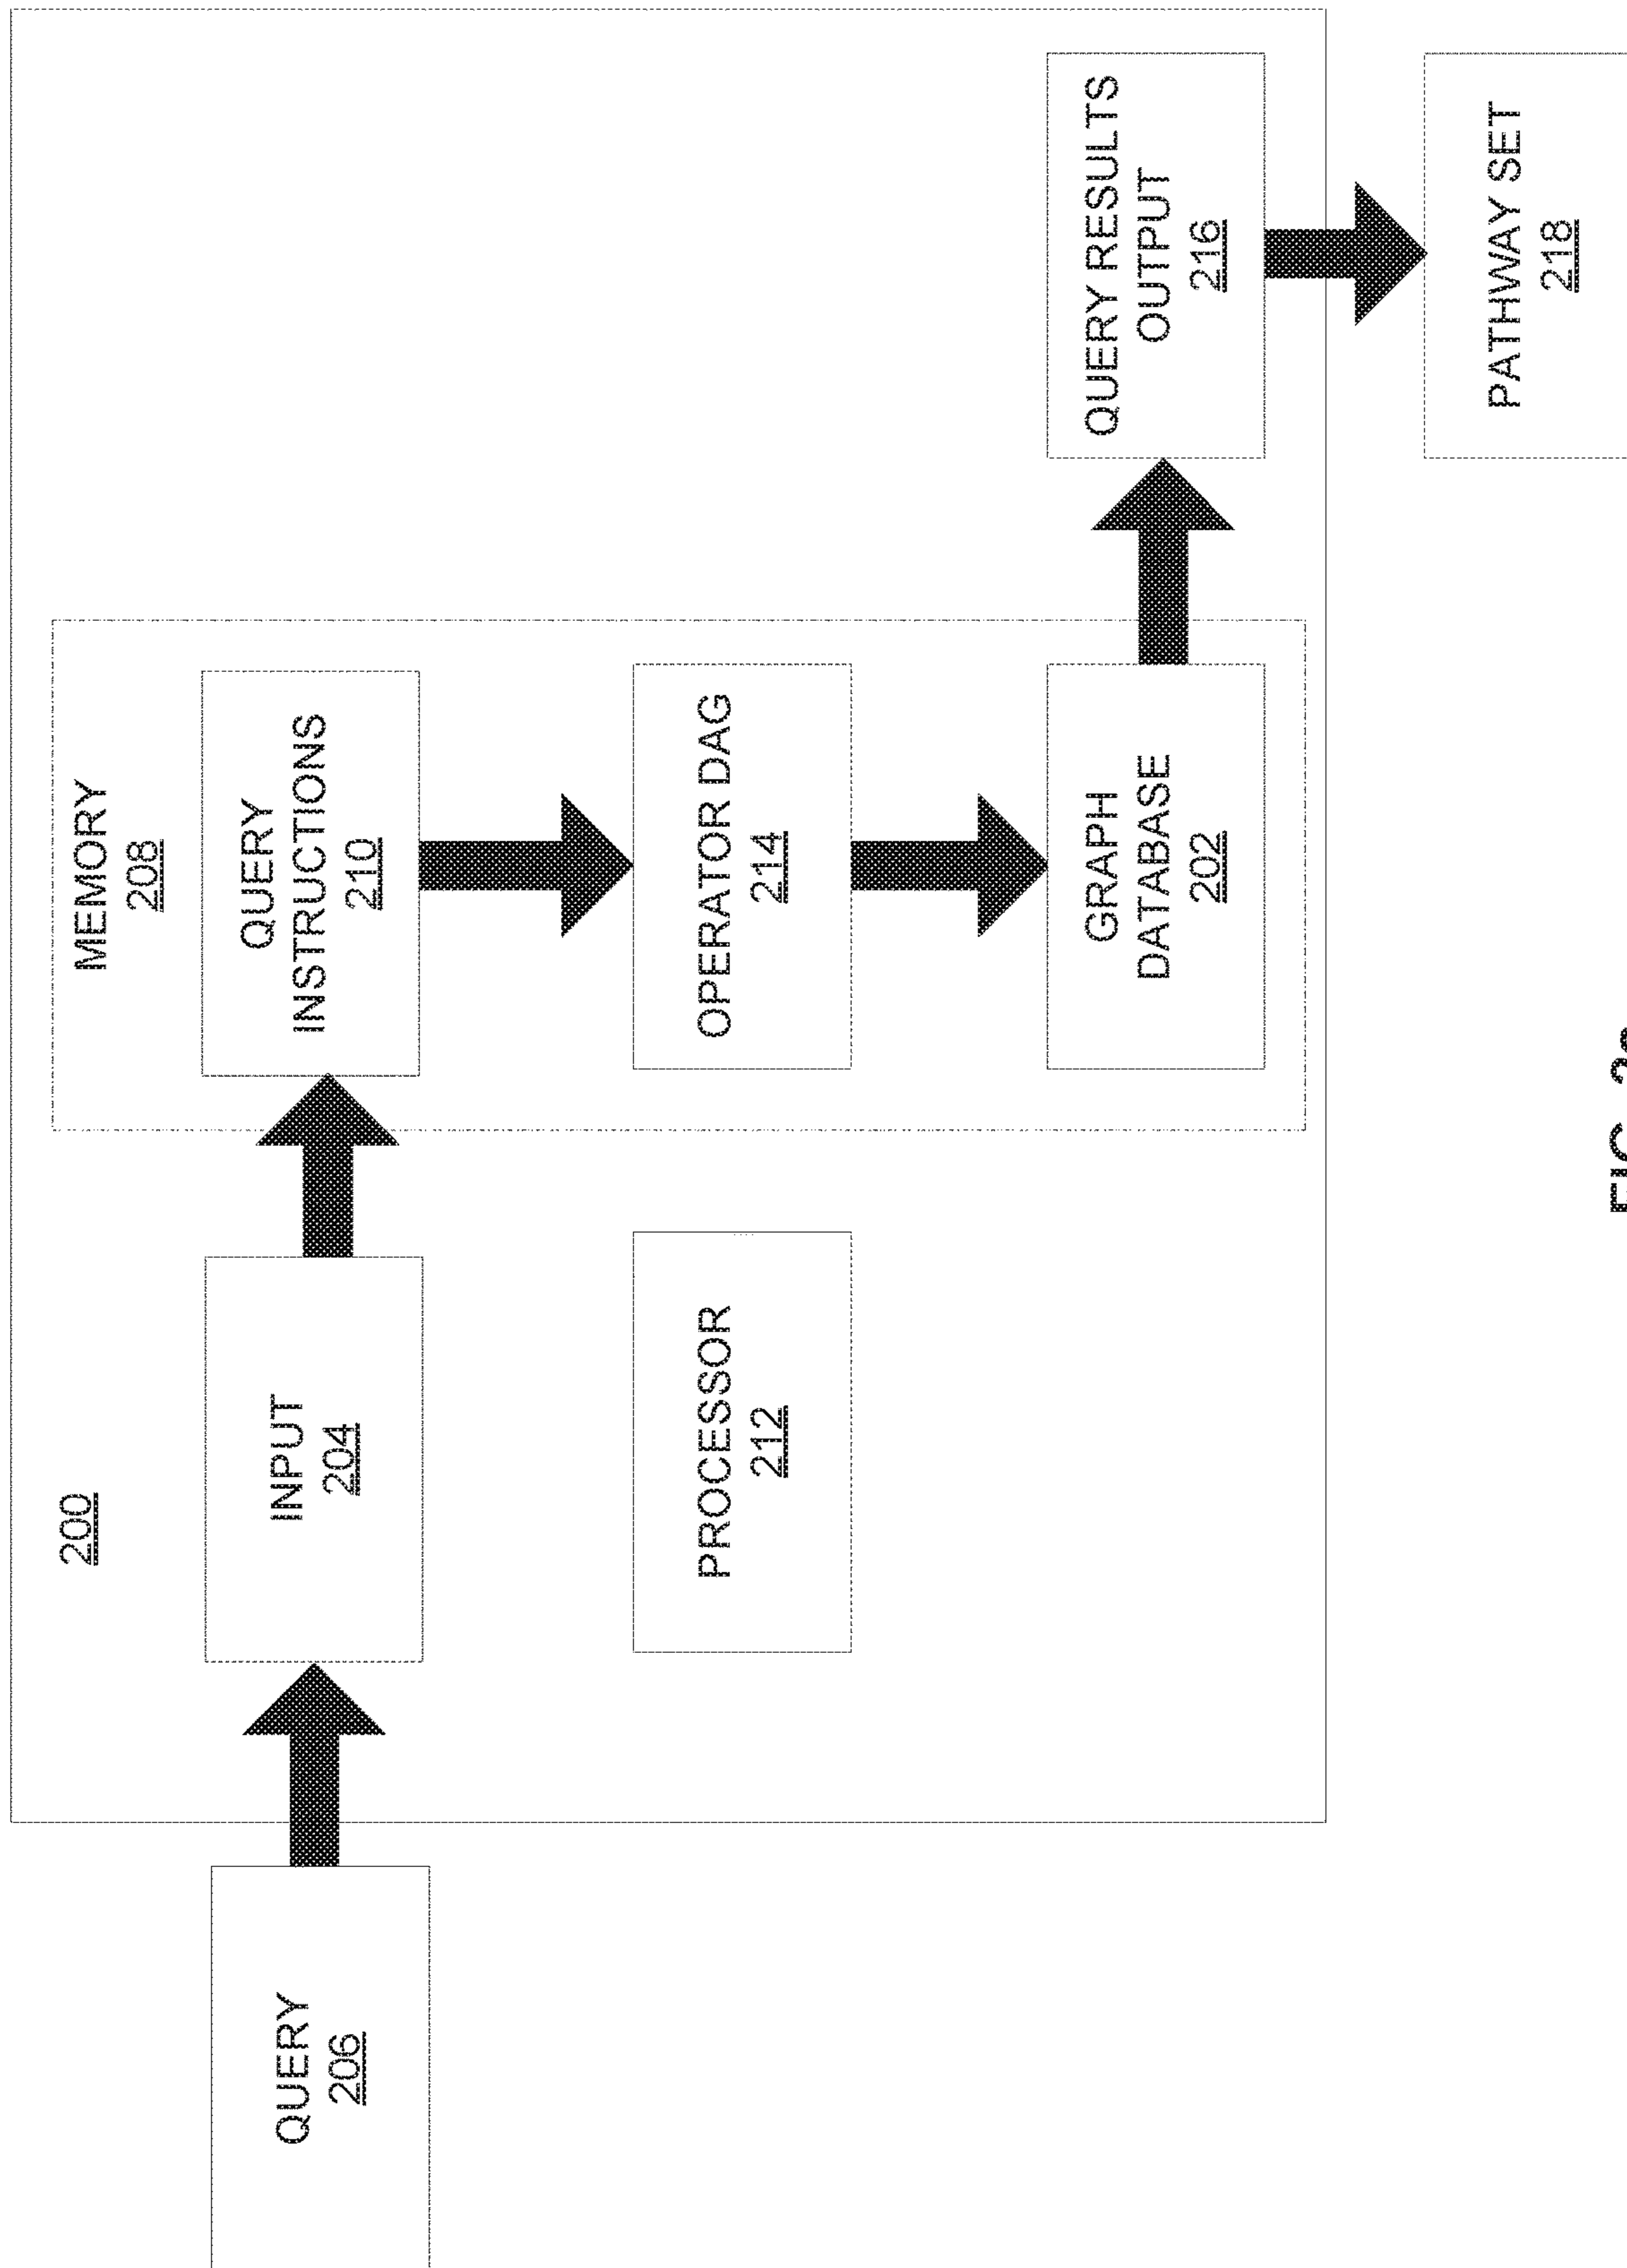 200
MEMORY
208
QUERY
206
INPUT
204
QUERY
INSTRUCTIONS
210
PROCESSOR
212
OPERATOR DAG
214
GRAPH
DATABASE
202
QUERY RESULTS
OUTPUT
216
PATHWAY SET
218
FIG.